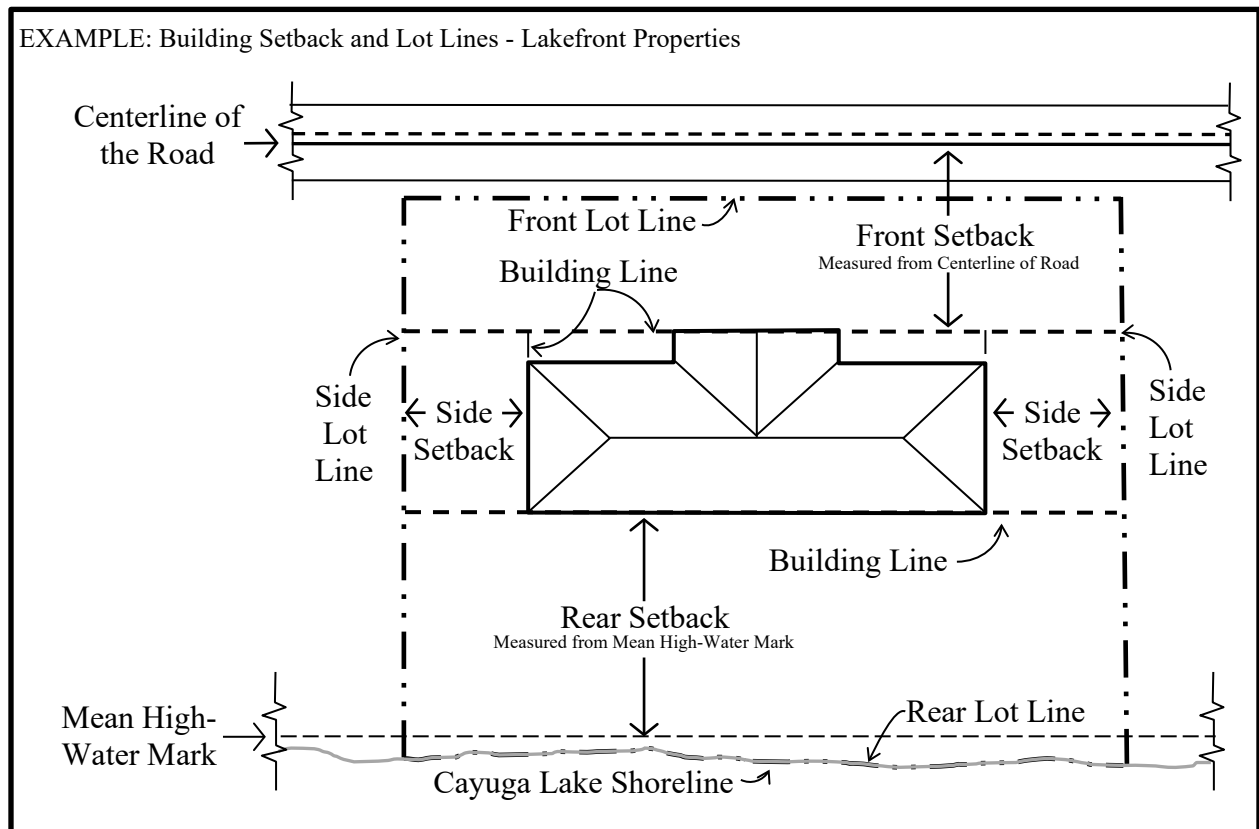 EXAMPLE: Building Setback and Lot Lines - Lakefront Properties
Centerline of
the Road
Front Lot Line
Front Setback
Measured from Centerline of Road
Building Line
Side
Lot
Line
Side
Setback
Side
Setback
Side
Lot
Line
Building Line
Rear Setback
Measured from Mean High-Water Mark
Mean High-
Water Mark
Rear Lot Line
Cayuga Lake Shoreline